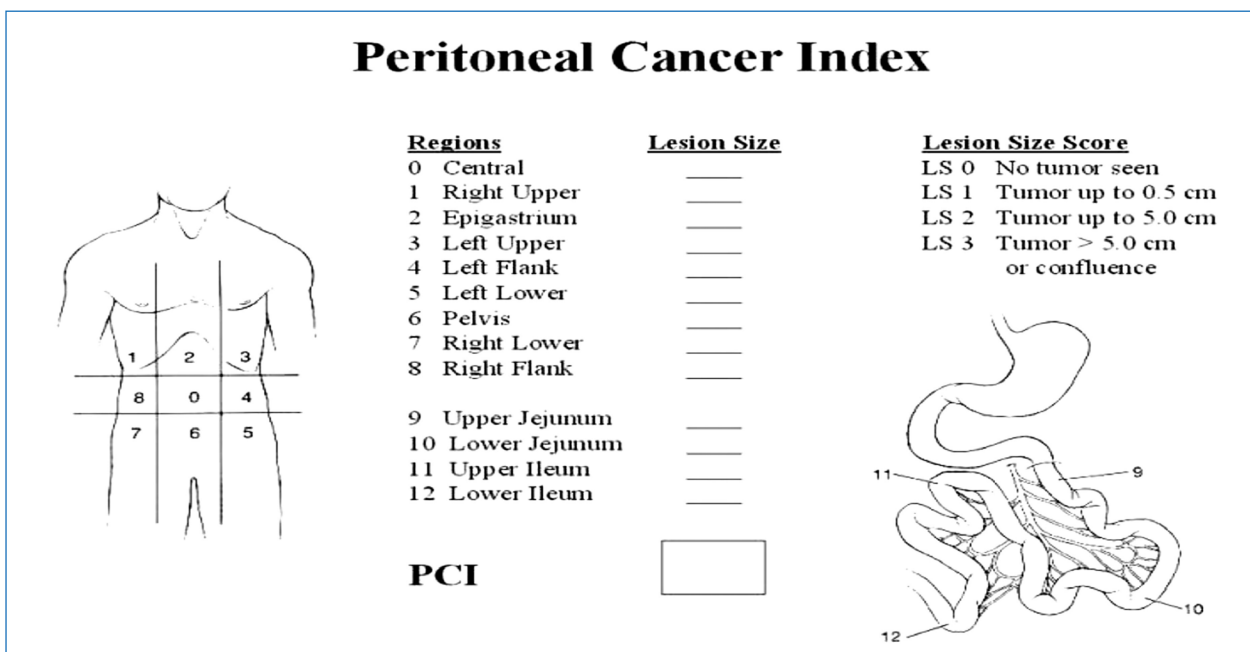 Peritoneal Cancer Index
Regions
0 Central
1 Right Upper
2 Epigastrium
3 Left Upper
4 Left Flank
5 Left Lower
6 Pelvis
7 Right Lower
8 Right Flank
9 Upper Jejunum
10 Lower Jejunum
11 Upper Ileum
12 Lower Ileum
PCI
Lesion Size
Lesion Size Score
LS 0 No tumor seen
LS 1 Tumor up to 0.5 cm
LS 2 Tumor up to 5.0 cm
LS 3 Tumor > 5.0 cm
or confluence
1 2 3
8 0 4
7 6 5
11 9
10
12